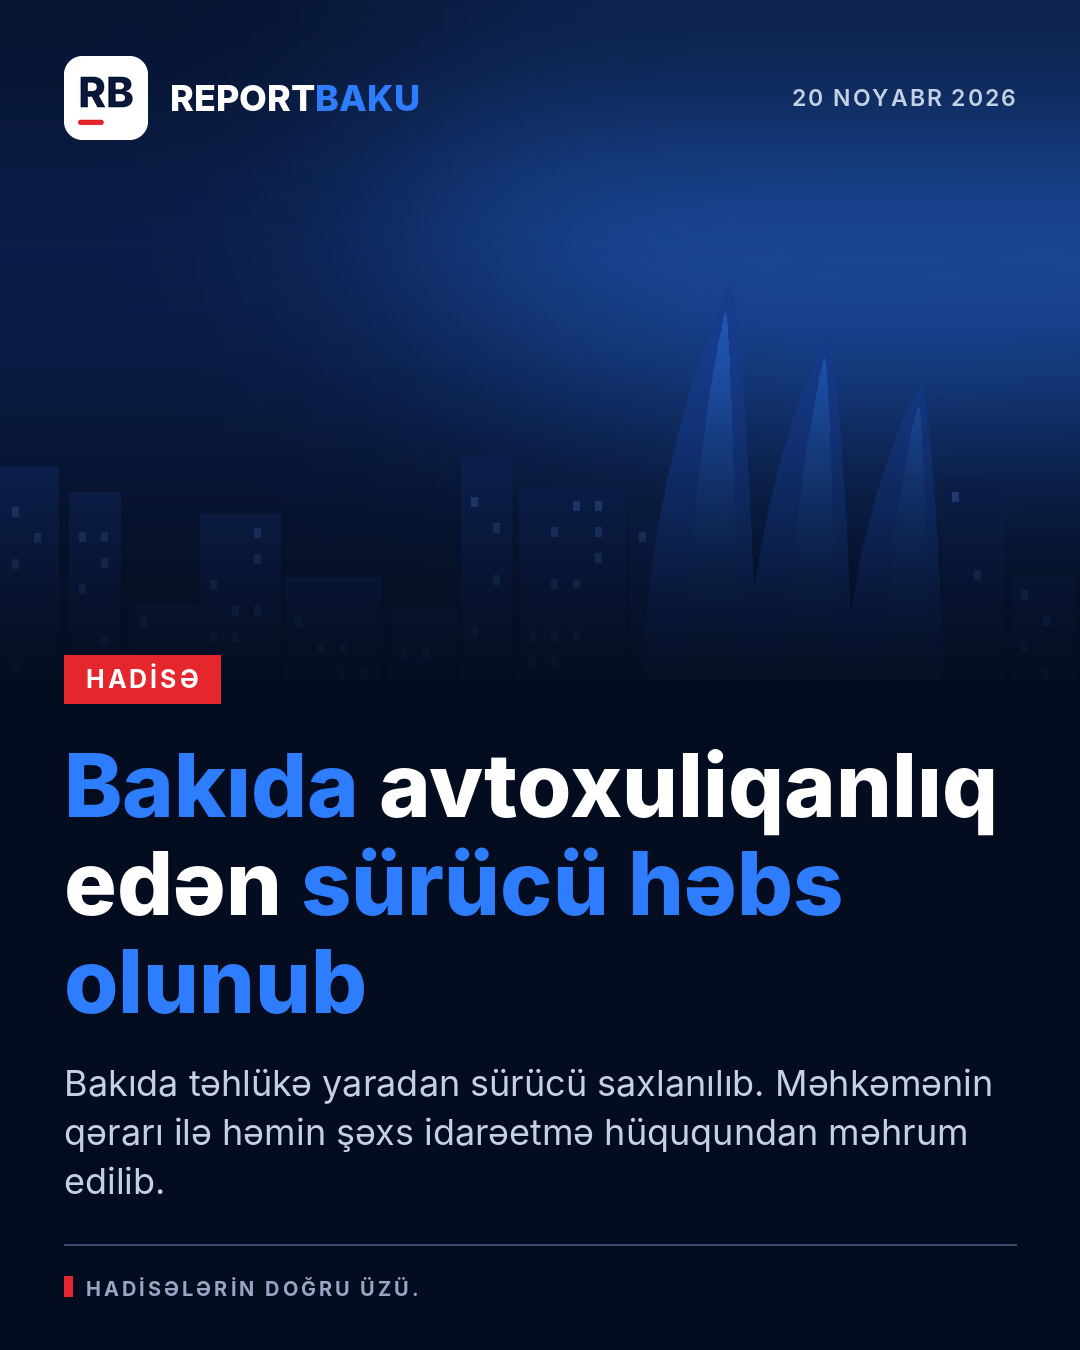 RB REPORTBAKU
20 NOYABR 2026
HADİSƏ
Bakıda avtoxuliqanlıq
edən sürücü həbs
olunub
Bakıda təhlükə yaradan sürücü saxlanılıb. Məhkəmənin
qərarı ilə həmin şəxs idarəetmə hüququndan məhrum
edilib.
HADİSƏLƏRİN DOĞRU ÜZÜ.